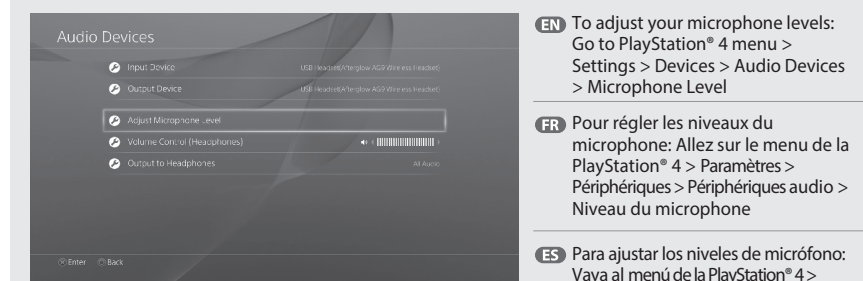 Audio Devices
Input Device USB Headset(Afterglow AG9 Wireless Headset)
Output Device USB Headset(Afterglow AG9 Wireless Headset)
Adjust Microphone Level
Volume Control (Headphones)
Output to Headphones All Audio
Enter Back
EN To adjust your microphone levels:
Go to PlayStation® 4 menu >
Settings > Devices > Audio Devices
> Microphone Level
FR Pour régler les niveaux du
microphone: Allez sur le menu de la
PlayStation® 4 > Paramètres >
Périphériques > Périphériques audio >
Niveau du microphone
ES Para ajustar los niveles de micrófono:
Vaya al menú de la PlayStation® 4 >